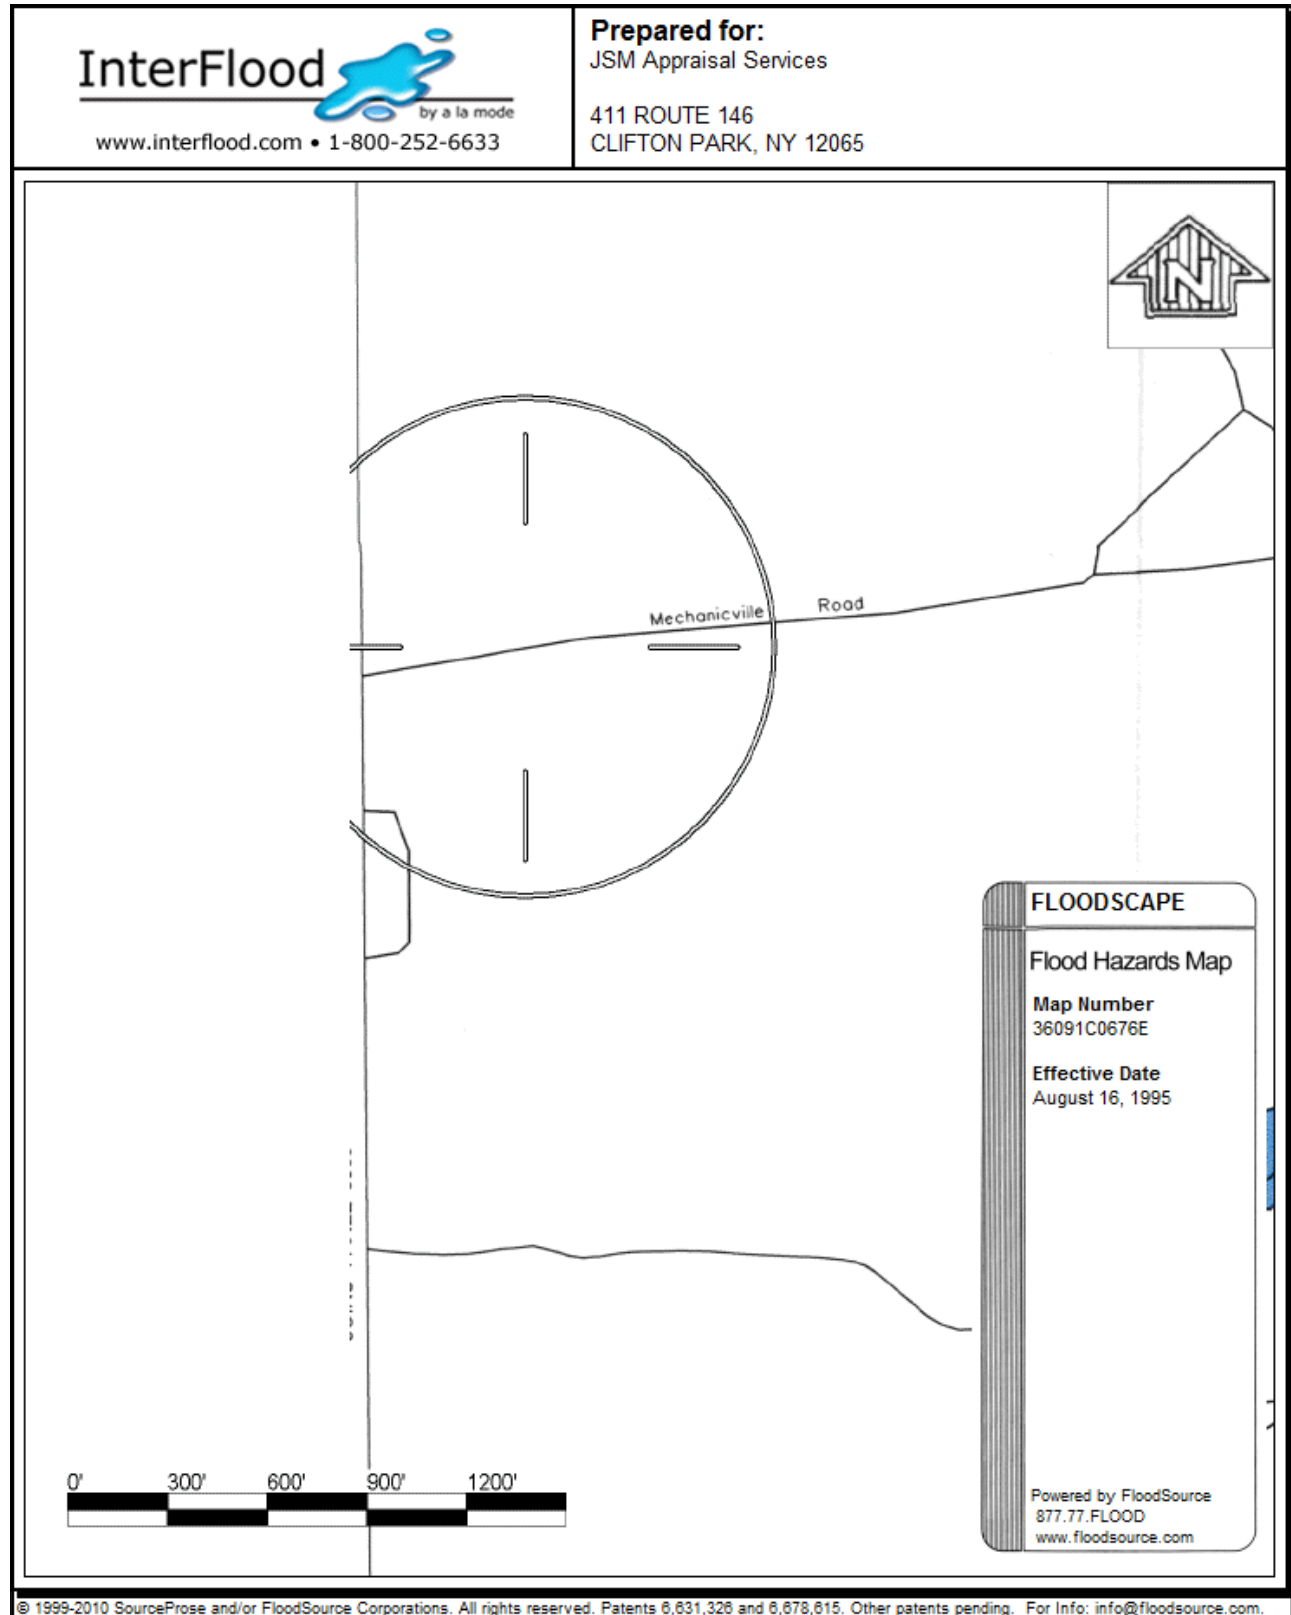 InterFlood
by a la mode
www.interflood.com • 1-800-252-6633
Prepared for:
JSM Appraisal Services
411 ROUTE 146
CLIFTON PARK, NY 12065
N
Mechanicville Road
FLOODSCAPE
Flood Hazards Map
Map Number
36091C0676E
Effective Date
August 16, 1995
0' 300' 600' 900' 1200'
Powered by FloodSource
877.77.FLOOD
www.floodsource.com
© 1999-2010 SourceProse and/or FloodSource Corporations. All rights reserved. Patents 6,631,326 and 6,678,615. Other patents pending. For Info: info@floodsource.com.